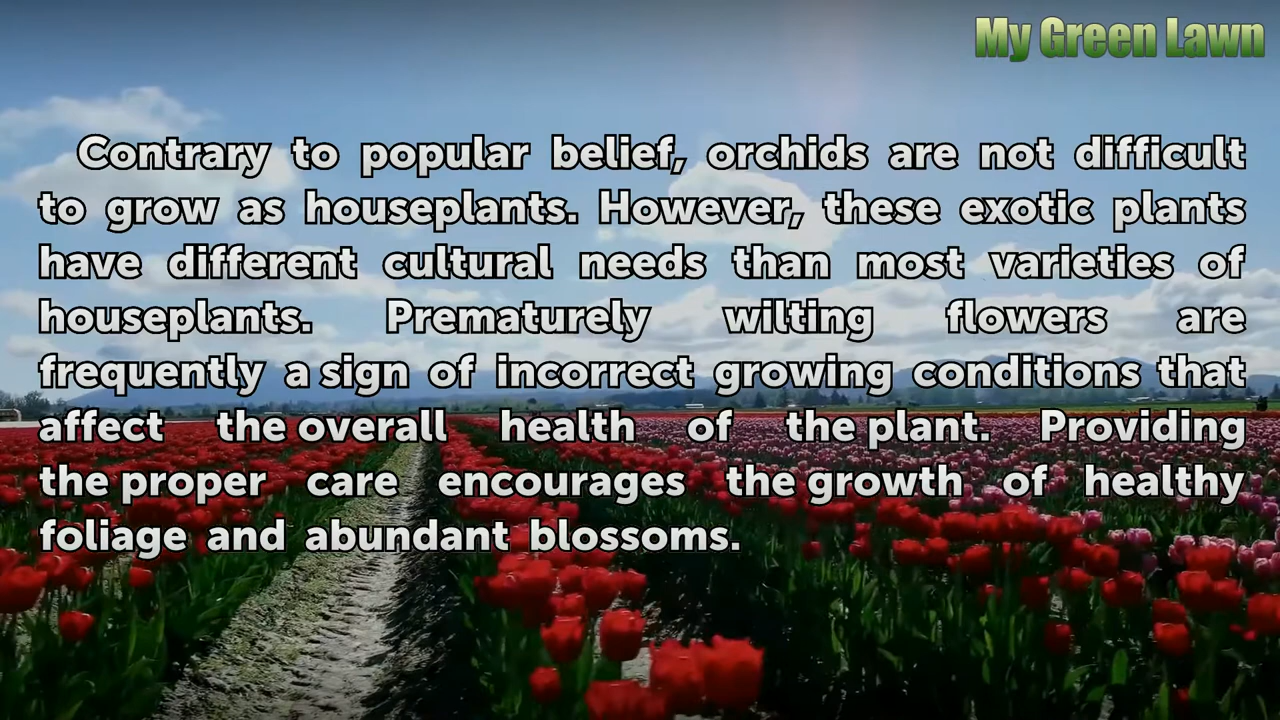 My Green Lawn
Contrary to popular belief, orchids are not difficult
to grow as houseplants. However, these exotic plants
have different cultural needs than most varieties of
houseplants. Prematurely wilting flowers are
frequently a sign of incorrect growing conditions that
affect the overall health of the plant. Providing
the proper care encourages the growth of healthy
foliage and abundant blossoms.